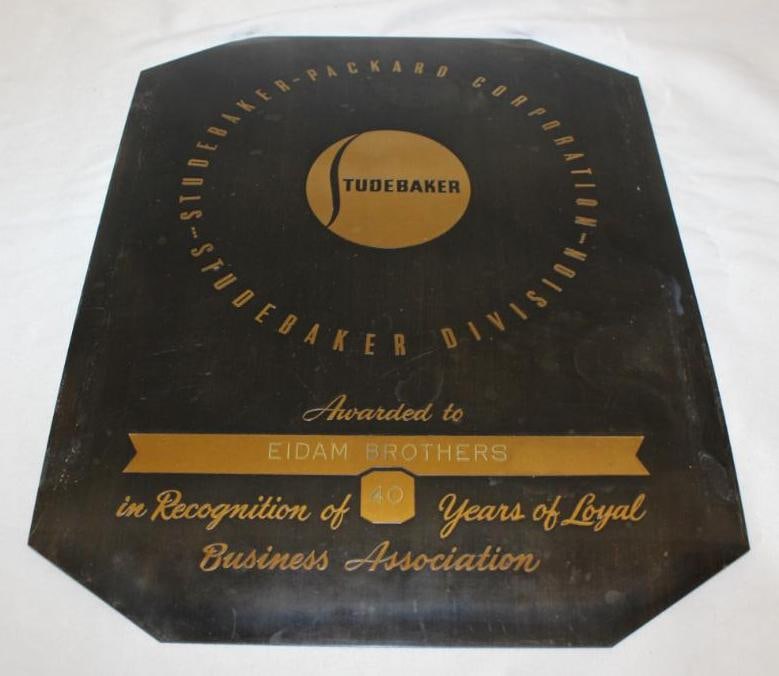 STUDEBAKER-PACKARD CORPORATION-
STUDEBAKER DIVISION-
STUDEBAKER
Awarded to
EIDAM BROTHERS
in Recognition of 40 Years of Loyal
Business Association